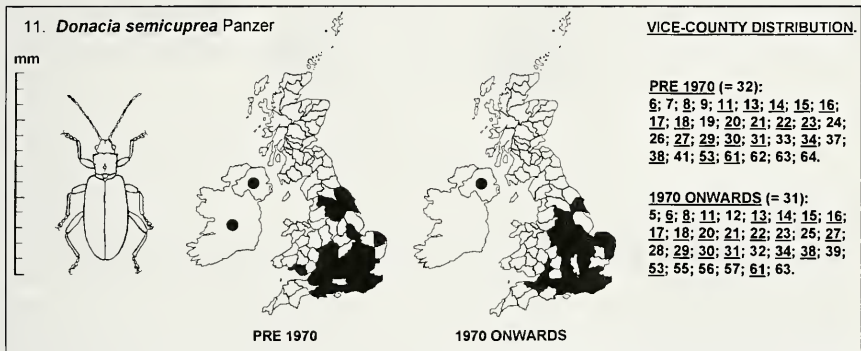 11. Donacia semicuprea Panzer
mm
PRE 1970
1970 ONWARDS
VICE-COUNTY DISTRIBUTION.
PRE 1970 (= 32):
6; 7; 8; 9; 11; 13; 14; 15; 16;
17; 18; 19; 20; 21; 22; 23; 24;
26; 27; 29; 30; 31; 33; 34; 37;
38; 41; 53; 61; 62; 63; 64.
1970 ONWARDS (= 31):
5; 6; 8; 11; 12; 13; 14; 15; 16;
17; 18; 20; 21; 22; 23; 25; 27;
28; 29; 30; 31; 32; 34; 38; 39;
53; 55; 56; 57; 61; 63.